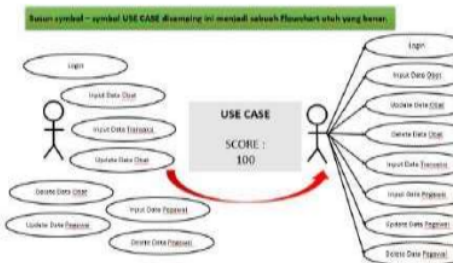 Susun symbol – symbol USE CASE disamping ini menjadi sebuah Flowchart utuh yang benar.
Login
Input Data Obat
Input Data Transaksi
Update Data Obat
Delete Data Obat
Update Data Pegawai
Input Data Pegawai
Delete Data Pegawai
USE CASE
SCORE :
100
Login
Input Data Obat
Update Data Obat
Delete Data Obat
Input Data Transaksi
Input Data Pegawai
Update Data Pegawai
Delete Data Pegawai